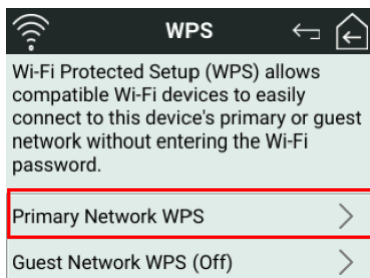 WPS
Wi-Fi Protected Setup (WPS) allows
compatible Wi-Fi devices to easily
connect to this device's primary or guest
network without entering the Wi-Fi
password.
Primary Network WPS
Guest Network WPS (Off)